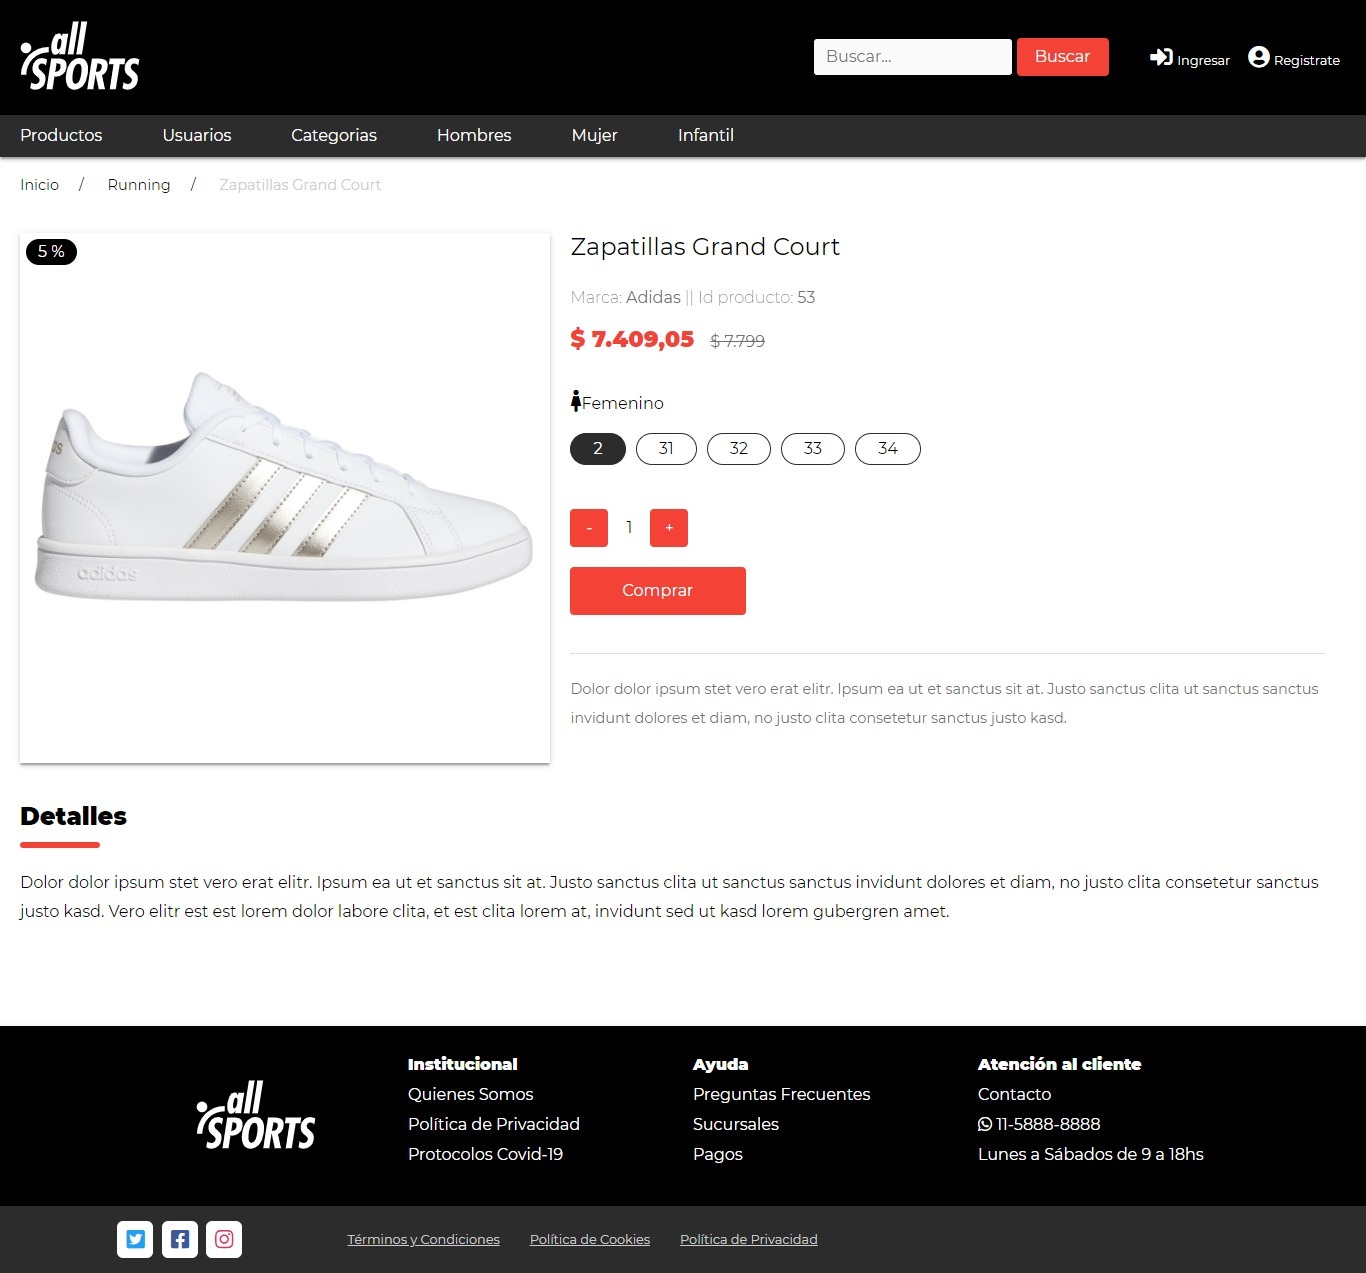 all
SPORTS
Buscar...
Buscar
Ingresar
Registrate
Productos
Usuarios
Categorias
Hombres
Mujer
Infantil
Inicio / Running / Zapatillas Grand Court
5 %
adidas
Zapatillas Grand Court
Marca: Adidas || Id producto: 53
$ 7.409,05 $ 7.799
Femenino
2 31 32 33 34
- 1 +
Comprar
Dolor dolor ipsum stet vero erat elitr. Ipsum ea ut et sanctus sit at. Justo sanctus clita ut sanctus sanctus
invidunt dolores et diam, no justo clita consetetur sanctus justo kasd.
Detalles
Dolor dolor ipsum stet vero erat elitr. Ipsum ea ut et sanctus sit at. Justo sanctus clita ut sanctus sanctus invidunt dolores et diam, no justo clita consetetur sanctus
justo kasd. Vero elitr est est lorem dolor labore clita, et est clita lorem at, invidunt sed ut kasd lorem gubergren amet.
all
SPORTS
Institucional
Quienes Somos
Política de Privacidad
Protocolos Covid-19
Ayuda
Preguntas Frecuentes
Sucursales
Pagos
Atención al cliente
Contacto
11-5888-8888
Lunes a Sábados de 9 a 18hs
Términos y Condiciones
Política de Cookies
Política de Privacidad